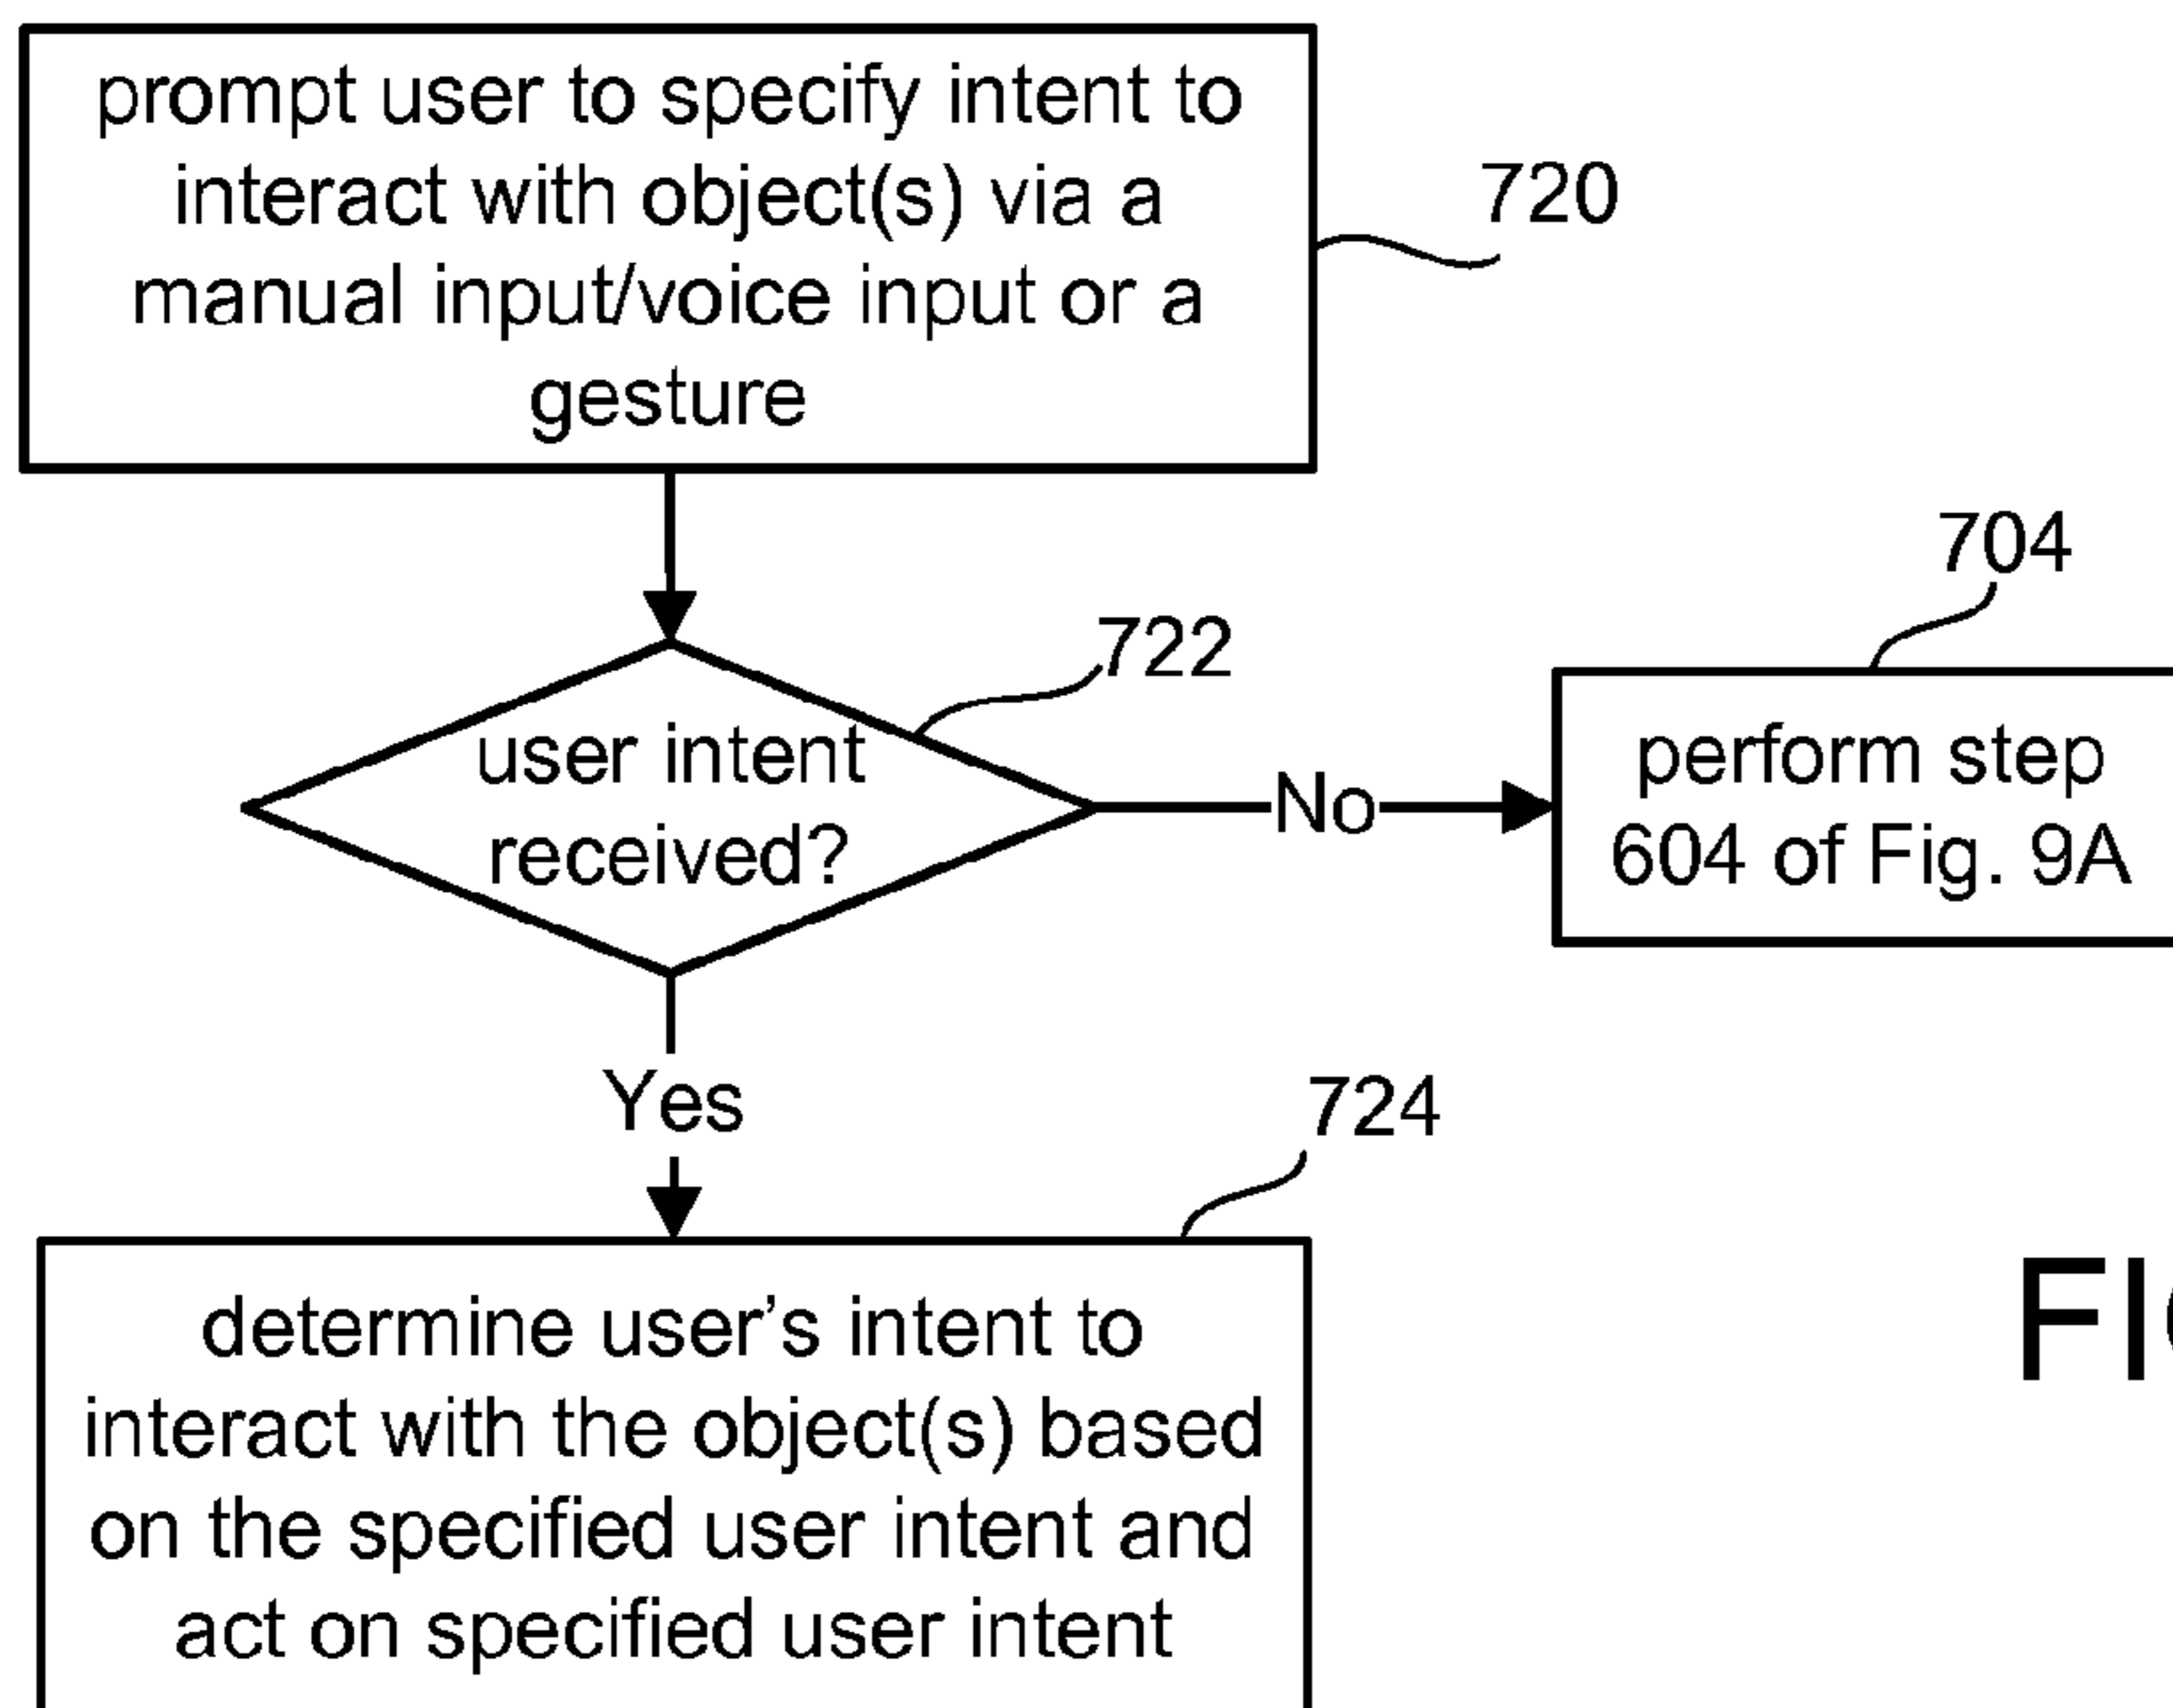 prompt user to specify intent to
interact with object(s) via a
manual input/voice input or a
gesture
720
722
user intent
received?
No
704
perform step
604 of Fig. 9A
Yes
724
determine user's intent to
interact with the object(s) based
on the specified user intent and
act on specified user intent